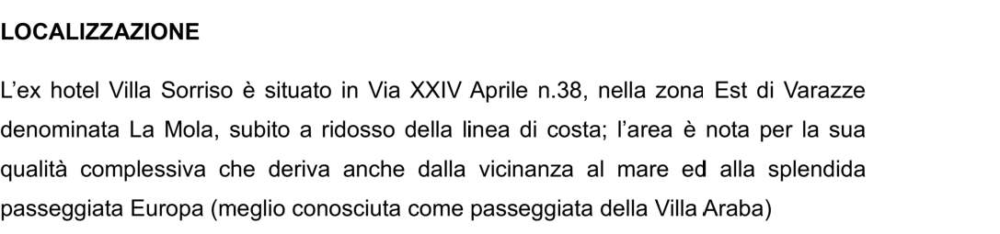 LOCALIZZAZIONE
L’ex hotel Villa Sorriso è situato in Via XXIV Aprile n.38, nella zona Est di Varazze
denominata La Mola, subito a ridosso della linea di costa; l’area è nota per la sua
qualità complessiva che deriva anche dalla vicinanza al mare ed alla splendida
passeggiata Europa (meglio conosciuta come passeggiata della Villa Araba)